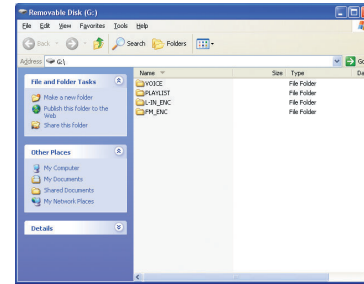 Removable Disk (G:)
File Edit View Favorites Tools Help
Back Search Folders
Address G:\ Go
Name Size Type Da
File and Folder Tasks
Make a new folder
Publish this folder to the
Web
Share this folder
VOICE File Folder
PLAYLIST File Folder
L-IN_ENC File Folder
FM_ENC File Folder
Other Places
My Computer
My Documents
Shared Documents
My Network Places
Details